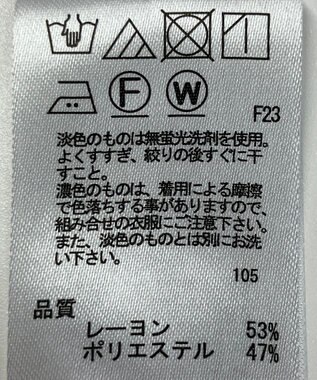 F
W
F23
淡色のものは無蛍光洗剤を使用。
よくすすぎ、絞りの後すぐに干
すこと。
濃色のものは、着用による摩擦
で色落ちする事がありますので、
組み合せの衣服にご注意下さい。
また、淡色のものとは別にお洗
い下さい。
105
品質
レーヨン 53%
ポリエステル 47%